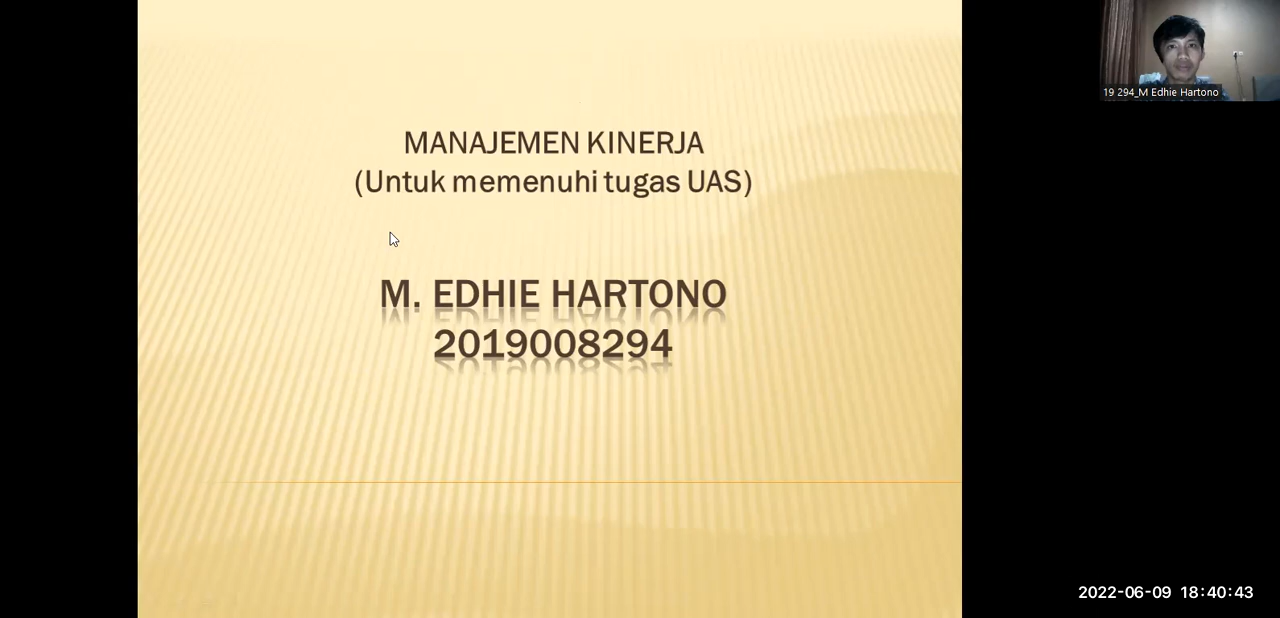 19 294_M Edhie Hartono
MANAJEMEN KINERJA
(Untuk memenuhi tugas UAS)
M. EDHIE HARTONO
2019008294
2022-06-09 18:40:43